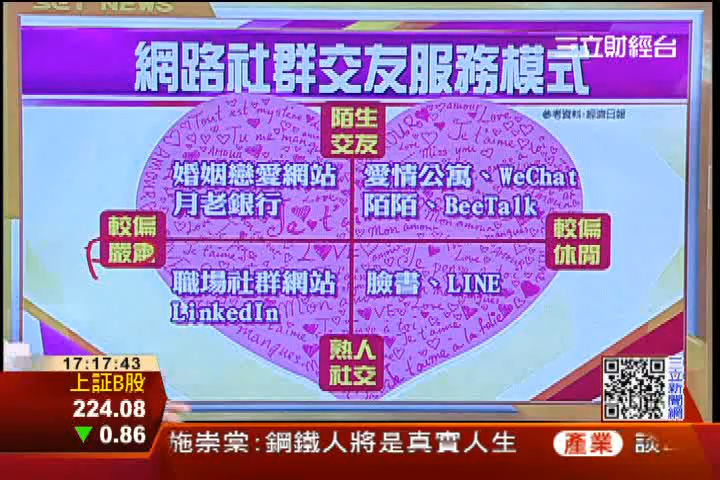 SET NEWS
網路社群交友服務模式
三立財經台
參考資料:經濟日報
陌生
交友
婚姻戀愛網站
月老銀行
愛情公寓、WeChat
陌陌、BeeTalk
較偏
嚴肅
較偏
休閒
職場社群網站
LinkedIn
臉書、LINE
熟人
社交
17:17:43
上証B股
224.08
▼ 0.86
三立新聞網
施崇棠:鋼鐵人將是真實人生
產業
談